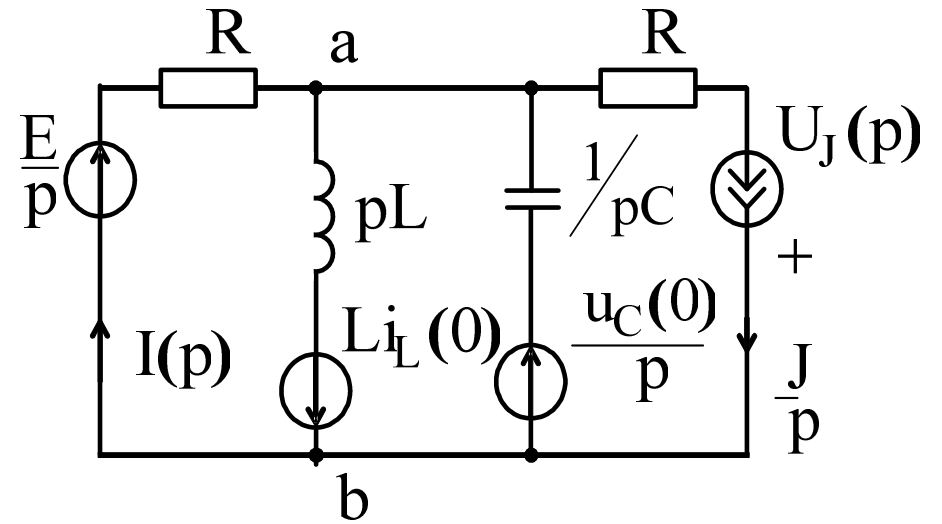 R
a
R
E
p
U_J(p)
pL
1/pC
+
I(p)
Li_L(0)
u_C(0)
p
J
p
b